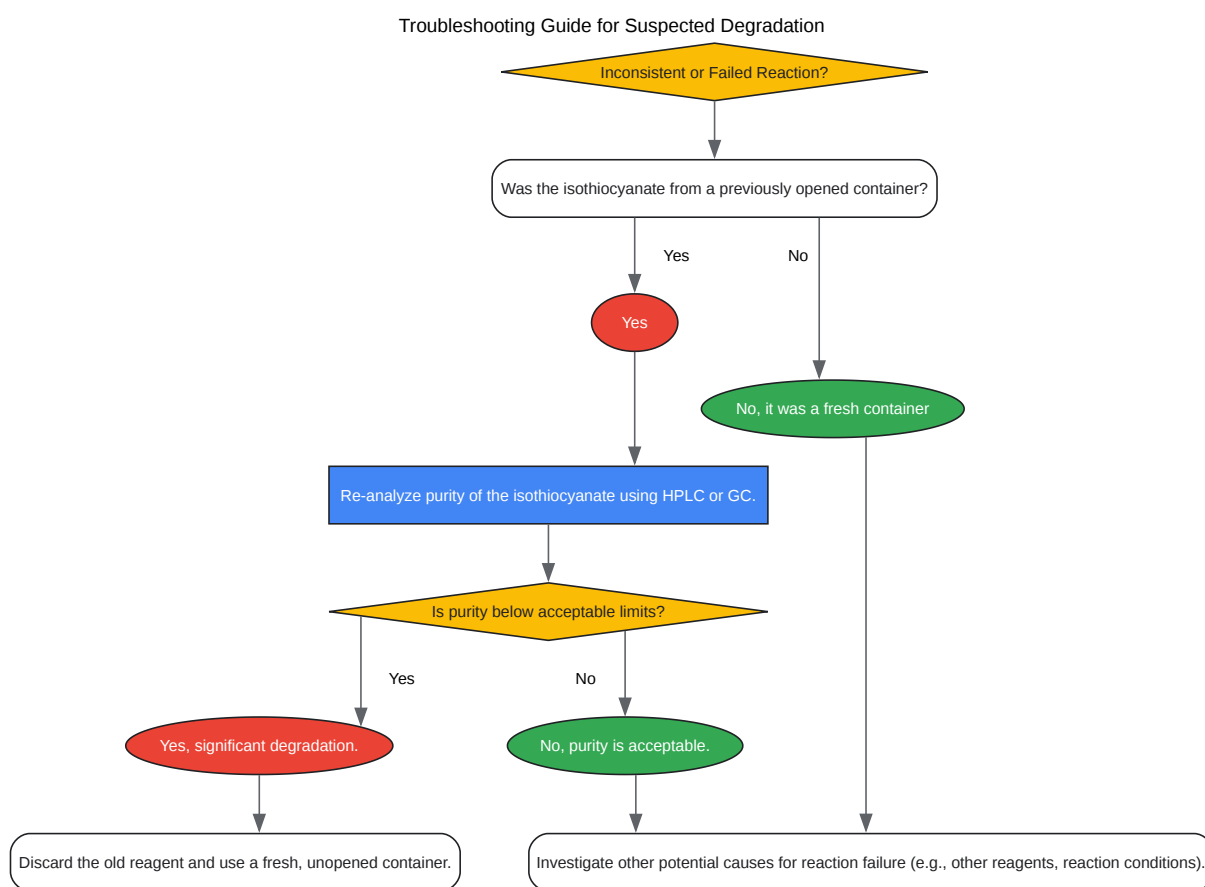 Troubleshooting Guide for Suspected Degradation
Inconsistent or Failed Reaction?
Was the isothiocyanate from a previously opened container?
Yes
No
Yes
No, it was a fresh container
Re-analyze purity of the isothiocyanate using HPLC or GC.
Is purity below acceptable limits?
Yes
No
Yes, significant degradation.
No, purity is acceptable.
Discard the old reagent and use a fresh, unopened container.
Investigate other potential causes for reaction failure (e.g., other reagents, reaction conditions).